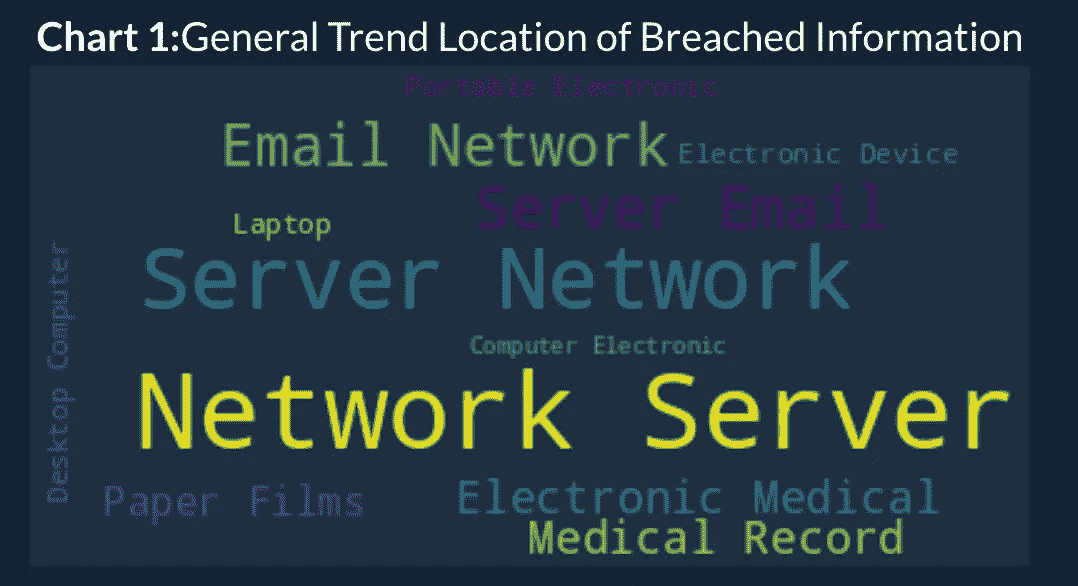 Chart 1:General Trend Location of Breached Information
Portable Electronic
Email Network
Electronic Device
Server Email
Laptop
Server Network
Desktop Computer
Computer Electronic
Network Server
Paper Films
Electronic Medical
Medical Record